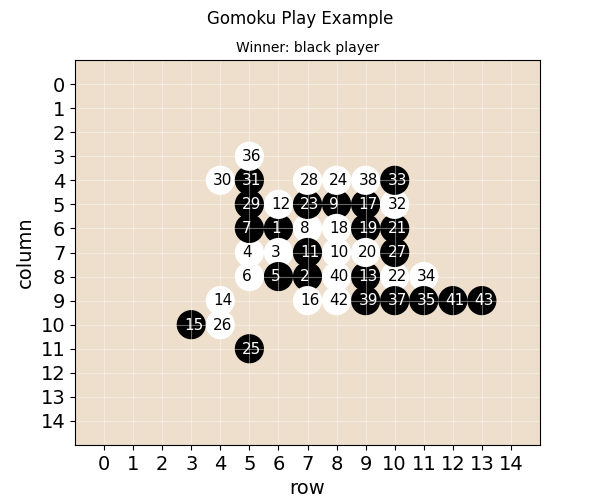 Gomoku Play Example
Winner: black player
0
1
2
3 36
4 30 31 28 24 38 33
5 29 12 23 9 17 32
6 7 1 8 18 19 21
7 4 3 11 10 20 27
8 6 5 2 40 13 22 34
9 14 16 42 39 37 35 41 43
10 15 26
11 25
12
13
14
column
0 1 2 3 4 5 6 7 8 9 10 11 12 13 14
row